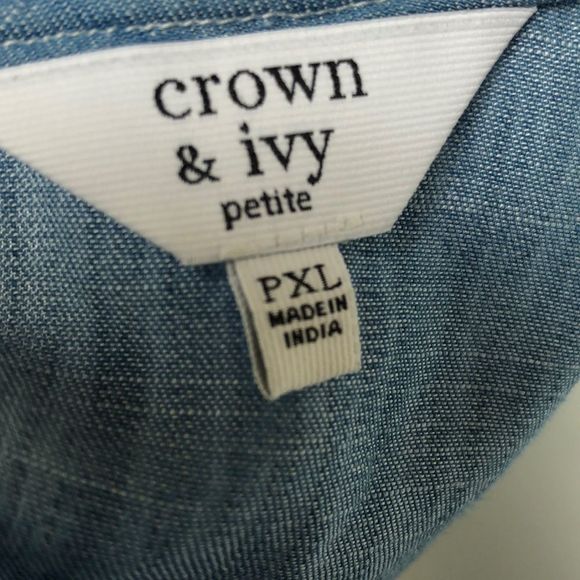 crown
& ivy
petite
PXL
MADE IN
INDIA